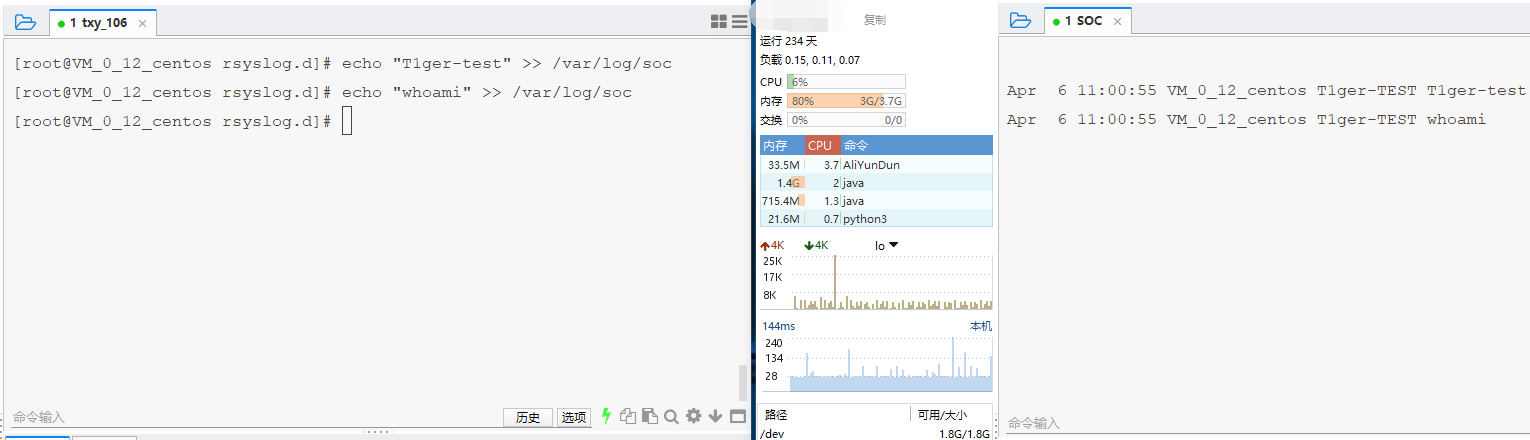 1 txy_106 ×
[root@VM_0_12_centos rsyslog.d]# echo "T1ger-test" >> /var/log/soc
[root@VM_0_12_centos rsyslog.d]# echo "whoami" >> /var/log/soc
[root@VM_0_12_centos rsyslog.d]#
命令输入
历史 选项
复制
运行 234 天
负载 0.15, 0.11, 0.07
CPU 6%
内存 80% 3G/3.7G
交换 0% 0/0
内存 CPU 命令
33.5M 3.7 AliYunDun
1.4G 2 java
715.4M 1.3 java
21.6M 0.7 python3
4K 4K lo
25K
17K
8K
144ms 本机
240
134
28
路径 可用/大小
/dev 1.8G/1.8G
1 SOC ×
Apr 6 11:00:55 VM_0_12_centos T1ger-TEST T1ger-test
Apr 6 11:00:55 VM_0_12_centos T1ger-TEST whoami
命令输入